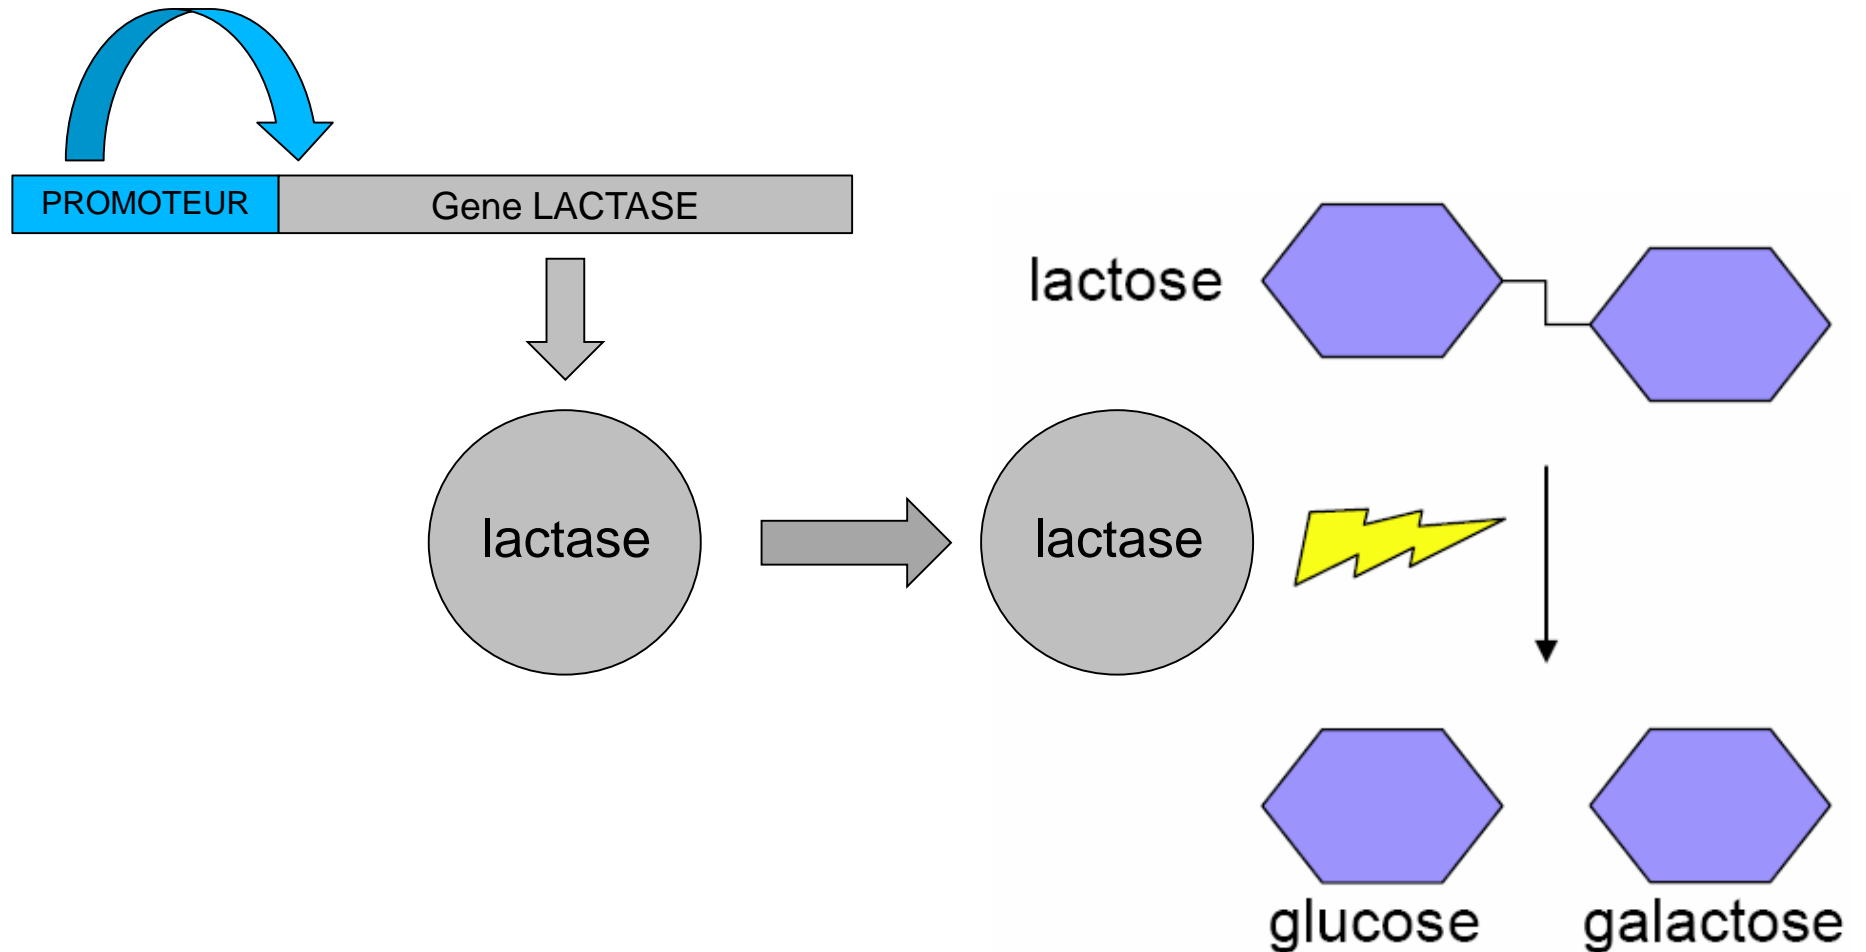 PROMOTEUR
Gene LACTASE
lactose
lactase
lactase
glucose
galactose